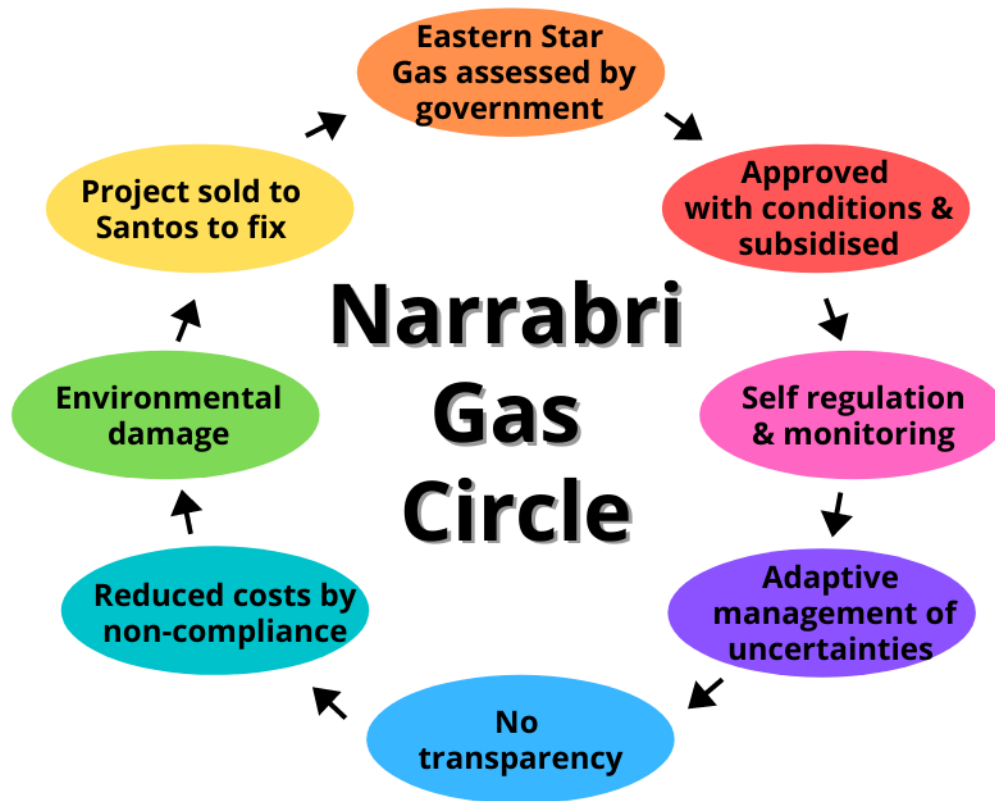 Eastern Star
Gas assessed by
government
Approved
with conditions &
subsidised
Self regulation
& monitoring
Adaptive
management of
uncertainties
No
transparency
Reduced costs by
non-compliance
Environmental
damage
Project sold to
Santos to fix
Narrabri
Gas
Circle